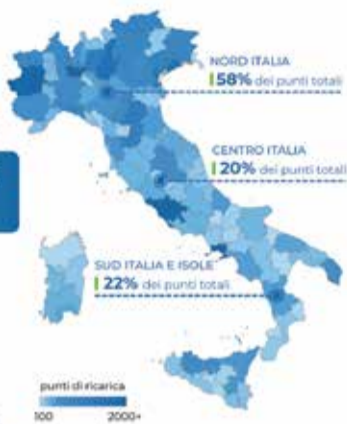 NORD ITALIA
58% dei punti totali
CENTRO ITALIA
20% dei punti totali
SUD ITALIA E ISOLE
22% dei punti totali
punti di ricarica
100 2000+